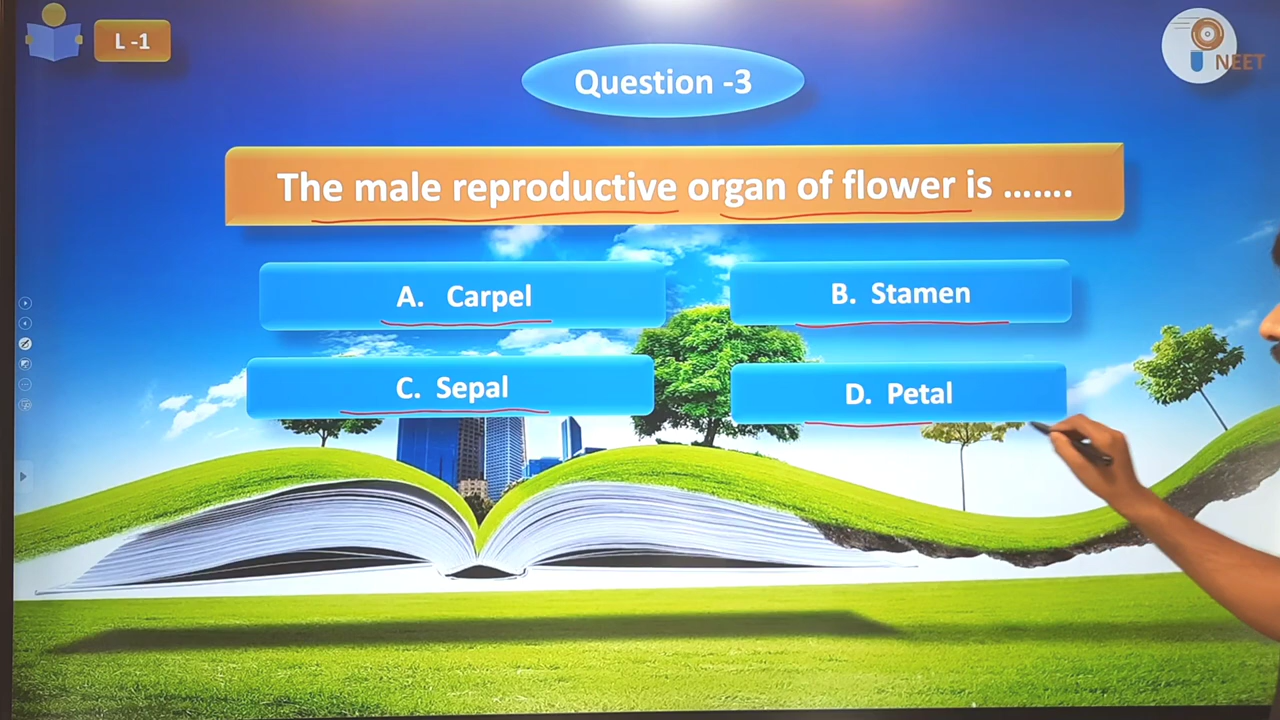 L -1
NEET
Question -3
The male reproductive organ of flower is .......
A. Carpel
B. Stamen
C. Sepal
D. Petal